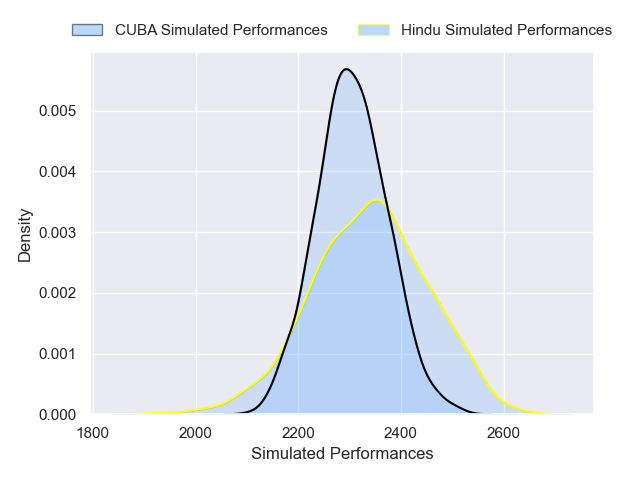 CUBA Simulated Performances Hindu Simulated Performances
0.005
0.004
0.003
0.002
0.001
0.000
Density
1800 2000 2200 2400 2600
Simulated Performances